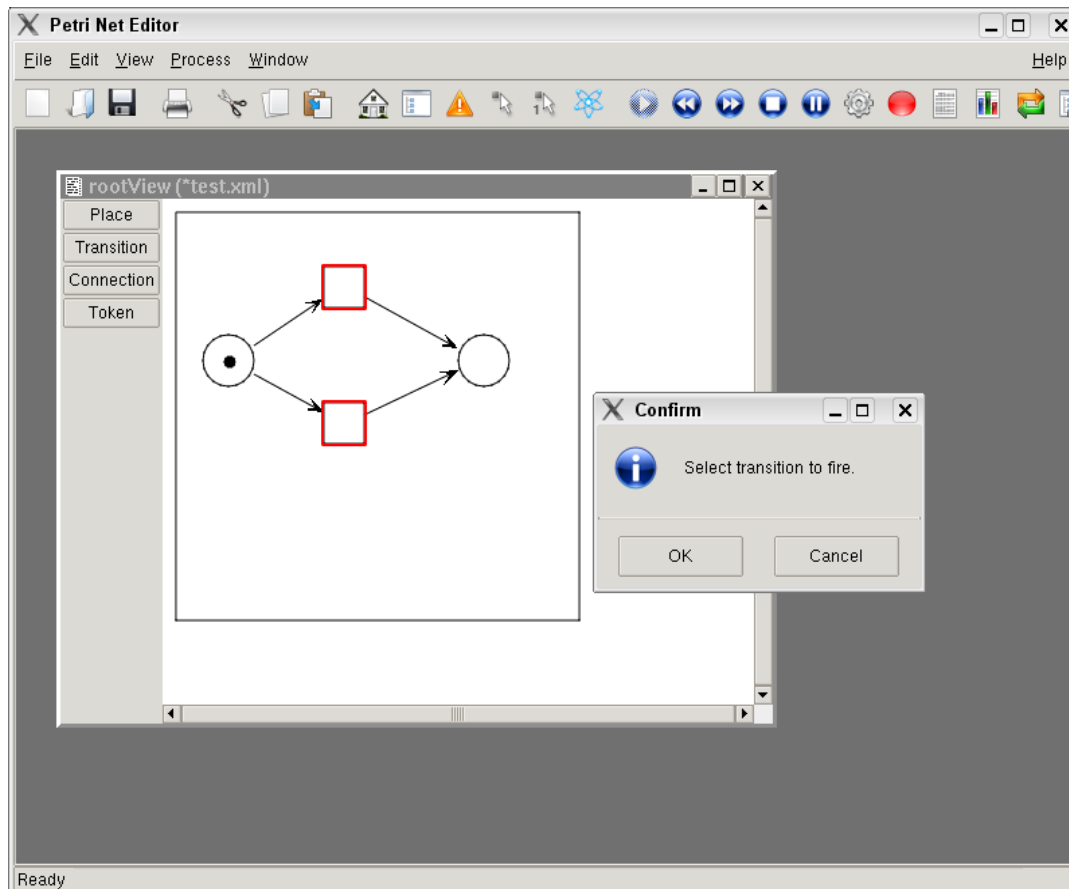 Petri Net Editor
File Edit View Process Window Help
1
rootView (*test.xml)
Place
Transition
Connection
Token
Confirm
Select transition to fire.
OK Cancel
Ready